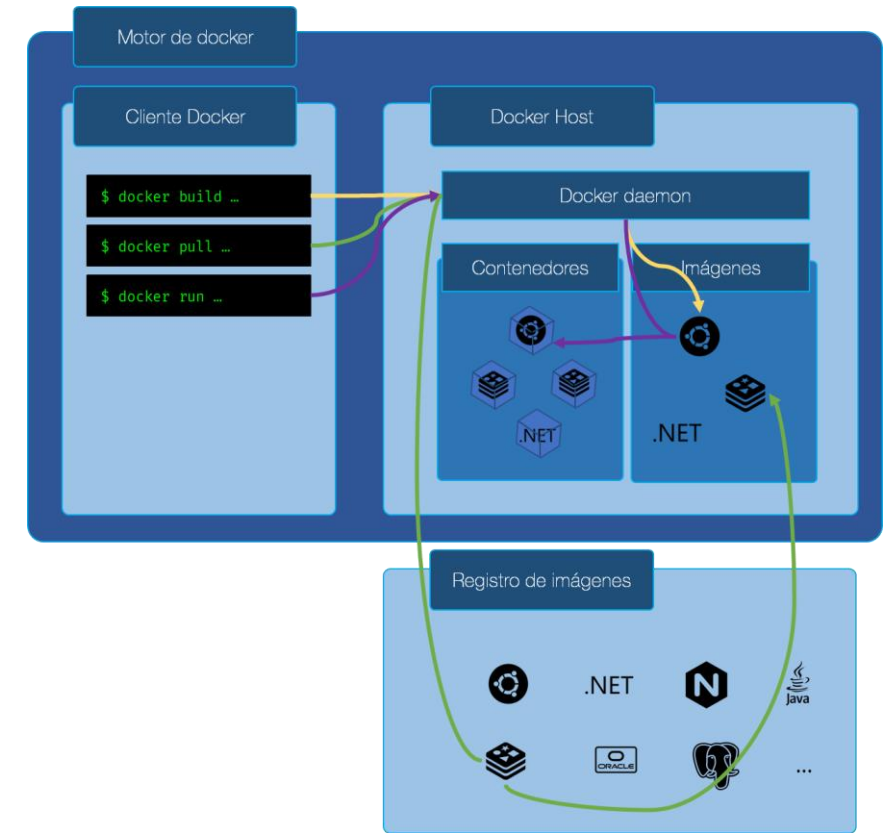 Motor de docker
Cliente Docker
$ docker build …
$ docker pull …
$ docker run …
Docker Host
Docker daemon
Contenedores
.NET
Imágenes
.NET
Registro de imágenes
.NET
N
Java
ORACLE
...